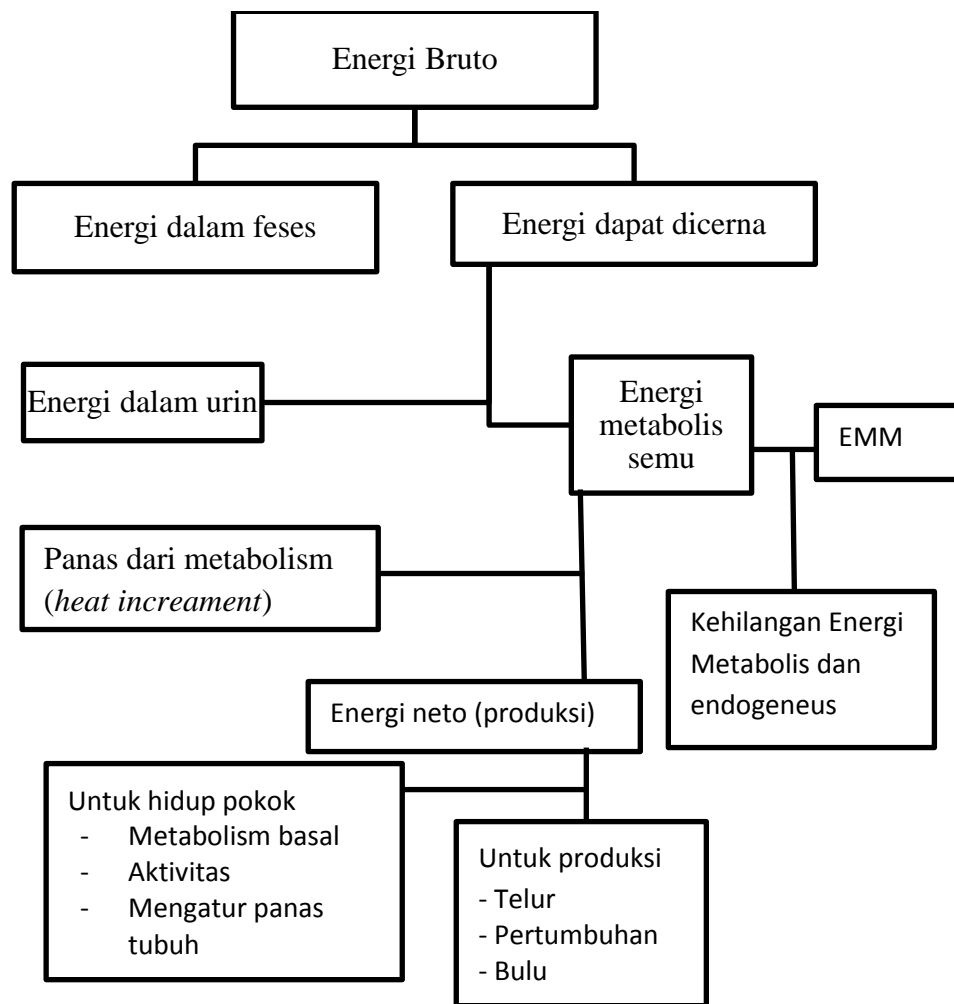 Energi Bruto
Energi dalam feses
Energi dapat dicerna
Energi dalam urin
Energi
metabolis
semu
EMM
Panas dari metabolism
(heat increament)
Kehilangan Energi
Metabolis dan
endogeneus
Energi neto (produksi)
Untuk hidup pokok
- Metabolism basal
- Aktivitas
- Mengatur panas
tubuh
Untuk produksi
- Telur
- Pertumbuhan
- Bulu